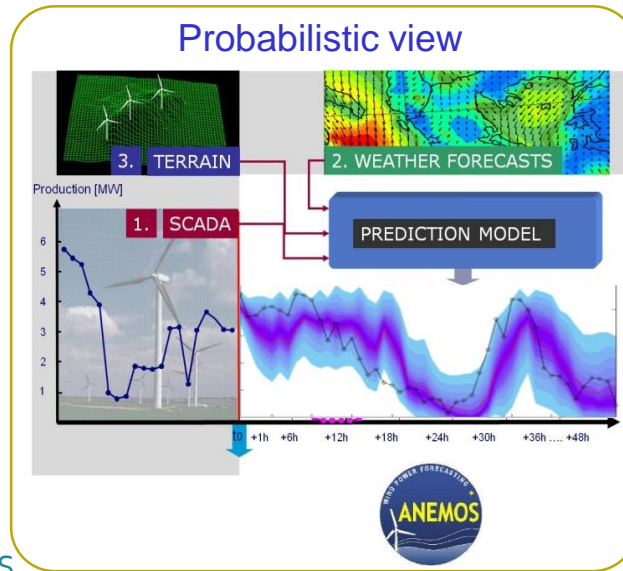 Probabilistic view
3. TERRAIN
2. WEATHER FORECASTS
Production [MW]
1. SCADA
PREDICTION MODEL
6
5
4
3
2
1
to +1h +6h +12h +18h +24h +30h +36h .... +48h
WIND POWER FORECASTING
ANEMOS
S